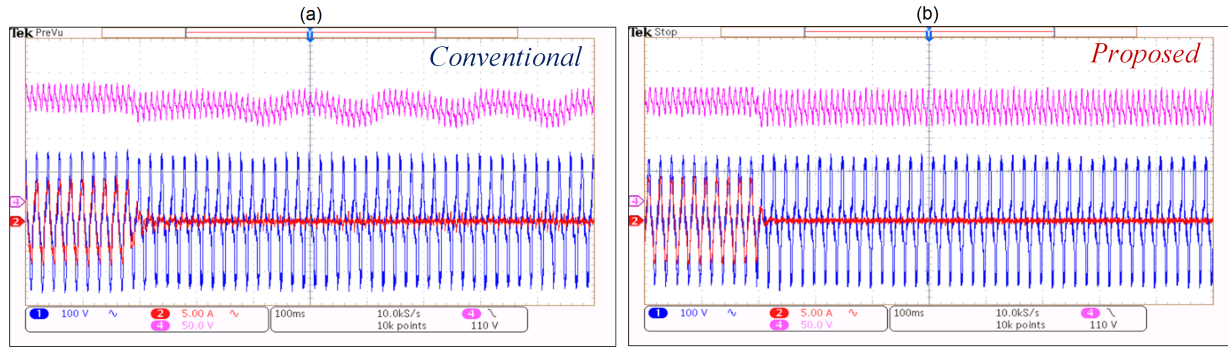 (a)
Tek PreVu
T
Conventional
4
2
1 100 V 2 5.00 A 100ms 10.0kS/s 4
4 50.0 V 10k points 110 V
(b)
Tek Stop
T
Proposed
4
2
1 100 V 2 5.00 A 100ms 10.0kS/s 4
4 50.0 V 10k points 110 V